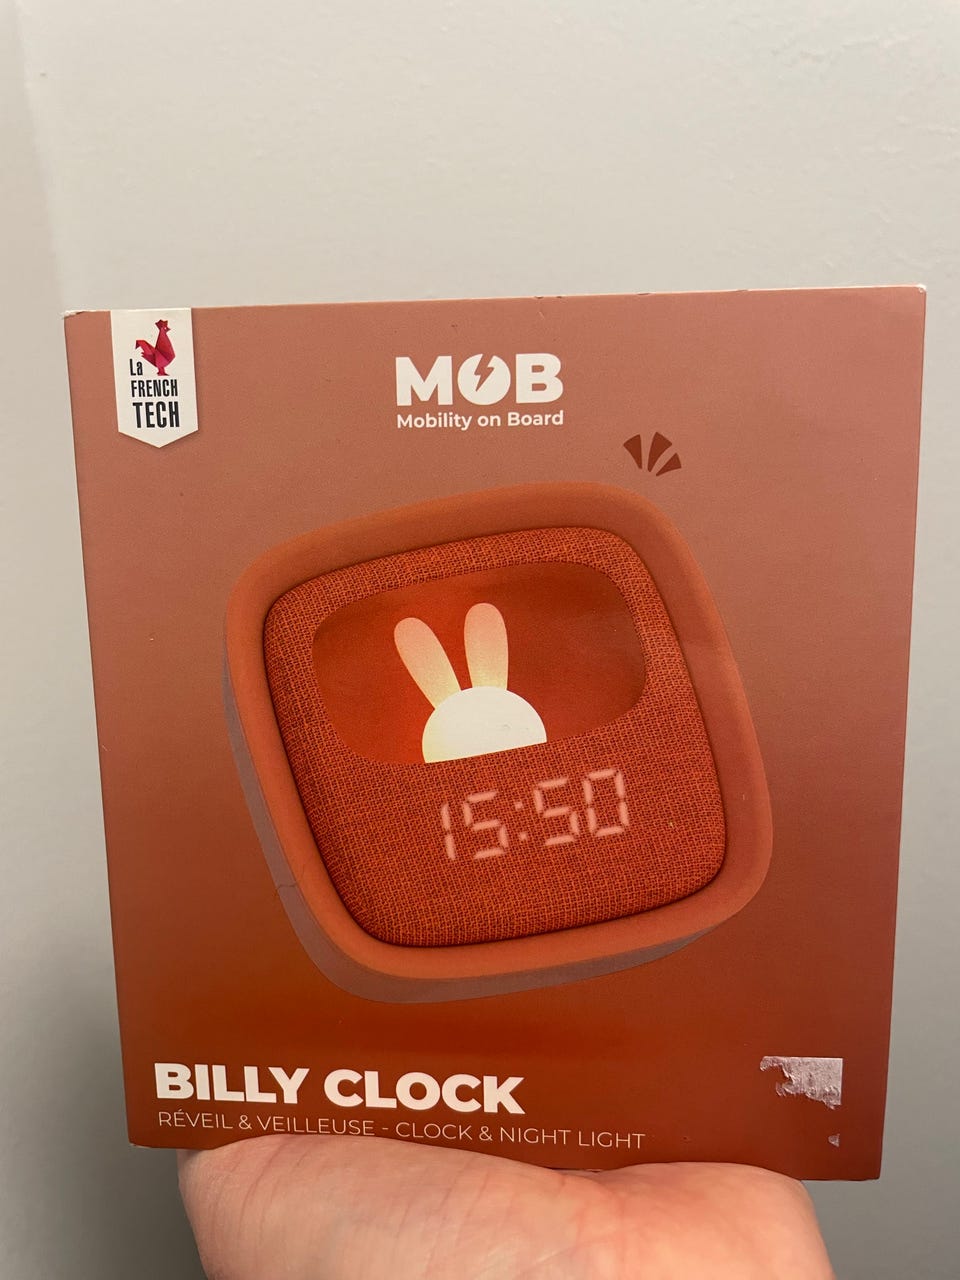 La
FRENCH
TECH
MOB
Mobility on Board
15:50
BILLY CLOCK
RÉVEIL & VEILLEUSE - CLOCK & NIGHT LIGHT